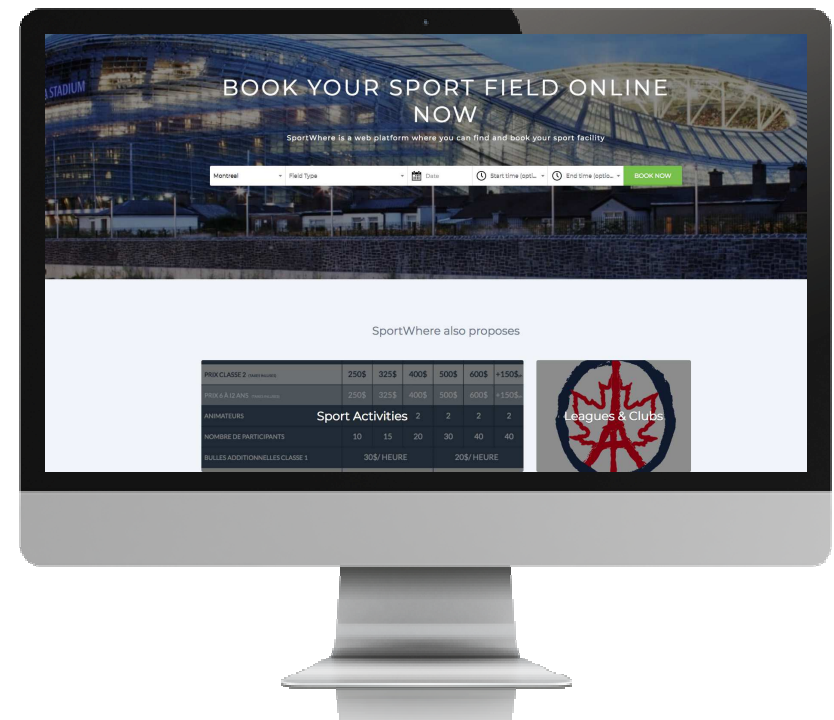 STADIUM
BOOK YOUR SPORT FIELD ONLINE
NOW
SportWhere is a web platform where you can find and book your sport facility
Montreal
Field Type
Date
Start time (opti...
End time (optio...
BOOK NOW
SportWhere also proposes
PRIX CLASSE 2 250$ 325$ 400$ 500$ 600$ +150$
PRIX 6 À 12 ANS 250$ 325$ 400$ 500$ 600$ +150$
ANIMATEURS 2 2 2 2
Sport Activities
Leagues & Clubs
NOMBRE DE PARTICIPANTS 10 15 20 30 40 40
BULLES ADDITIONNELLES CLASSE 1 30$/ HEURE 20$/ HEURE